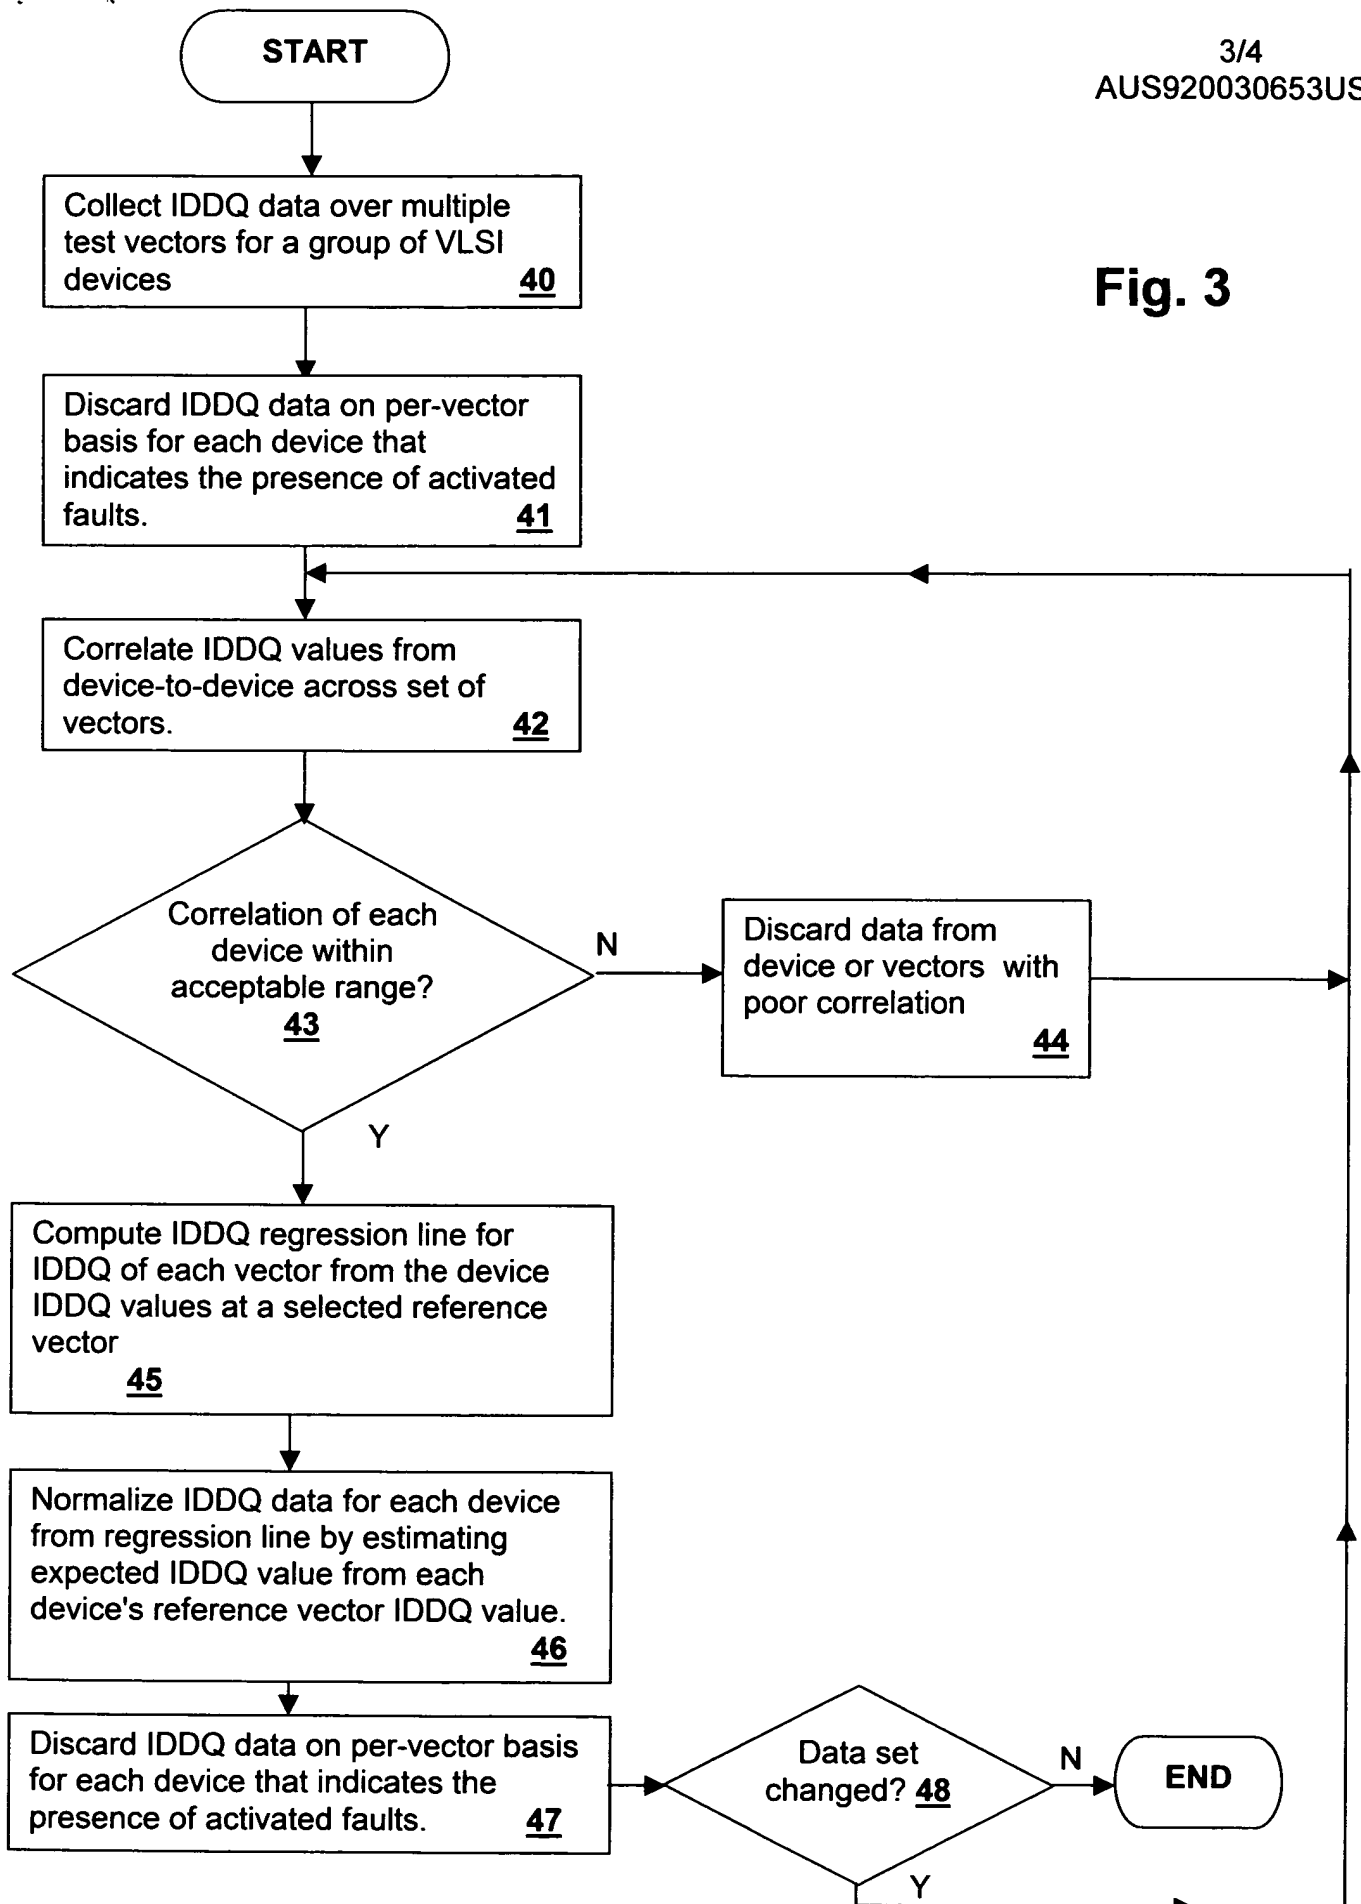 START
3/4
AUS920030653US
Collect IDDQ data over multiple
test vectors for a group of VLSI
devices 40
Fig. 3
Discard IDDQ data on per-vector
basis for each device that
indicates the presence of activated
faults. 41
Correlate IDDQ values from
device-to-device across set of
vectors. 42
Correlation of each
device within
acceptable range?
43
N
Discard data from
device or vectors with
poor correlation
44
Y
Compute IDDQ regression line for
IDDQ of each vector from the device
IDDQ values at a selected reference
vector
45
Normalize IDDQ data for each device
from regression line by estimating
expected IDDQ value from each
device's reference vector IDDQ value.
46
Discard IDDQ data on per-vector basis
for each device that indicates the
presence of activated faults. 47
Data set
changed? 48
N
END
Y